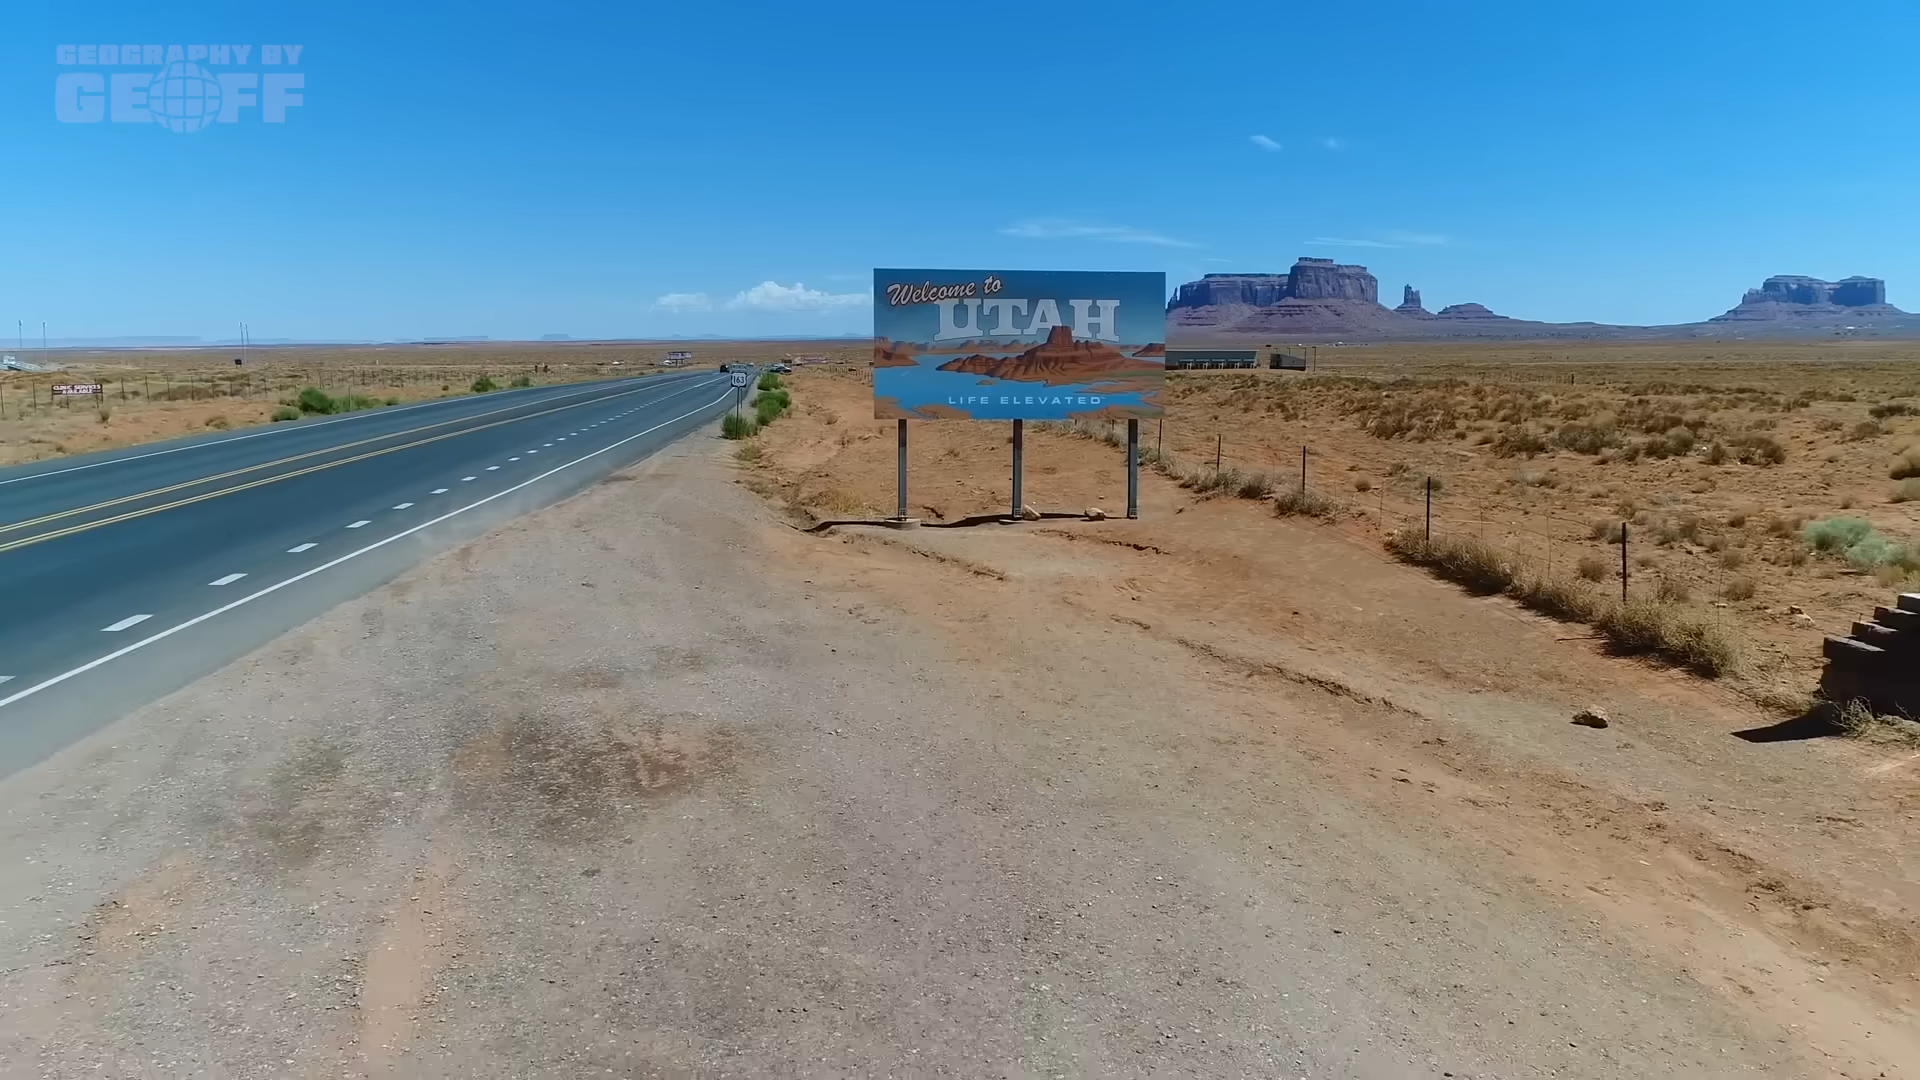 GEOGRAPHY BY
GEOFF
Welcome to
UTAH
LIFE ELEVATED
163